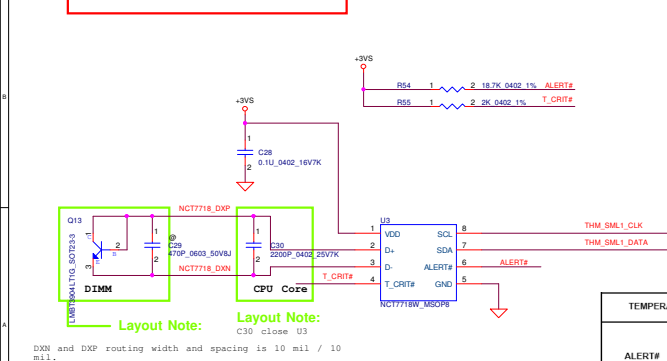 B
+3VS
R54 1 2 18.7K_0402_1% ALERT#
R55 1 2 2K_0402_1% T_CRIT#
+3VS
1
C28
0.1U_0402_16V7K
2
NCT7718_DXP
Q13
LMBT3904LT1G_SOT23-3
1
C
2
B
3
E
@
1
C29
470P_0603_50V8J
2
NCT7718_DXN
DIMM
1
C30
2200P_0402_25V7K
2
CPU Core
T_CRIT#
U3
1 VDD SCL 8 THM_SML1_CLK
2 D+ SDA 7 THM_SML1_DATA
3 D- ALERT# 6 ALERT#
4 T_CRIT# GND 5
NCT7718W_MSOP8
Layout Note:
Layout Note:
C30 close U3
DXN and DXP routing width and spacing is 10 mil / 10
mil.
A
TEMPERA
ALERT#